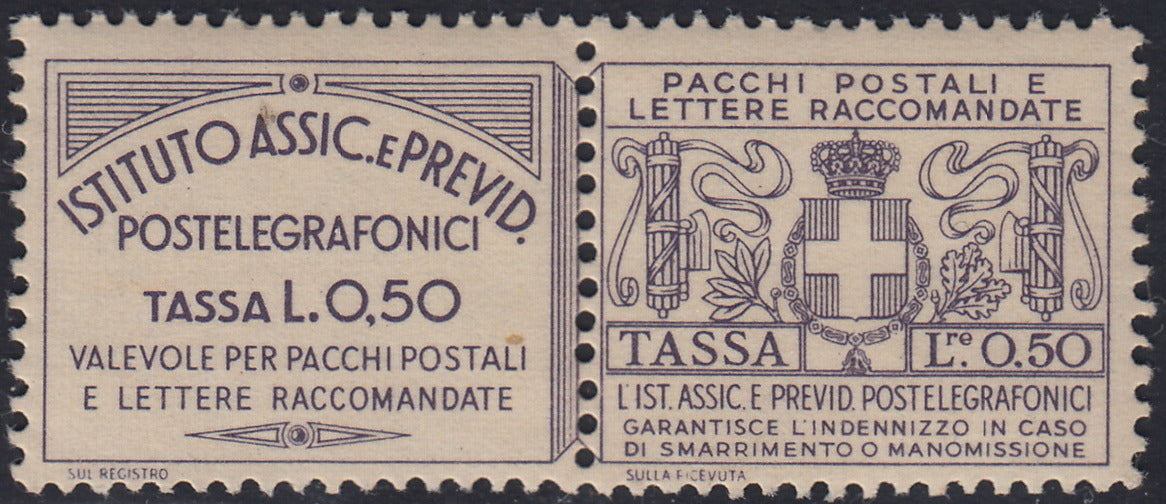 ISTITUTO ASSIC. E PREVID.
POSTELEGRAFONICI
TASSA L. 0,50
VALEVOLE PER PACCHI POSTALI
E LETTERE RACCOMANDATE
SUL REGISTRO
PACCHI POSTALI E
LETTERE RACCOMANDATE
TASSA Lre. 0.50
L'IST. ASSIC. E PREVID. POSTELEGRAFONICI
GARANTISCE L'INDENNIZZO IN CASO
DI SMARRIMENTO O MANOMISSIONE
SULLA RICEVUTA